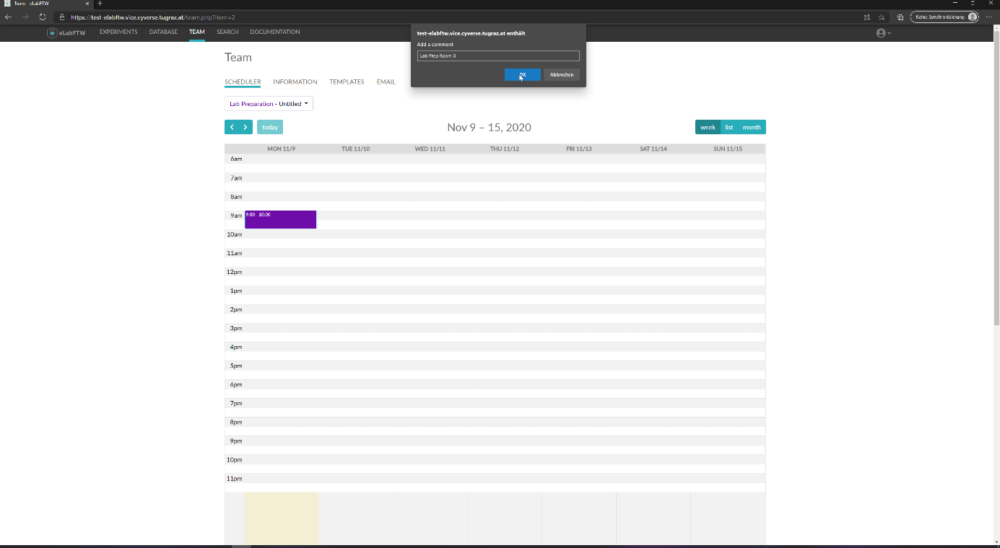 Team - eLabFTW
https://test-elabftw.vice.cyverse.tugraz.at/team.php?item=2
Keine Synchronisierung
eLabFTW
EXPERIMENTS
DATABASE
TEAM
SEARCH
DOCUMENTATION
test-elabftw.vice.cyverse.tugraz.at enthält
Add a comment
Lab Prep Room X
OK
Abbrechen
Team
SCHEDULER
INFORMATION
TEMPLATES
EMAIL
Lab Preparation - Untitled
today
Nov 9 – 15, 2020
week
list
month
MON 11/9
TUE 11/10
WED 11/11
THU 11/12
FRI 11/13
SAT 11/14
SUN 11/15
6am
7am
8am
9am
9:00 - 10:00
10am
11am
12pm
1pm
2pm
3pm
4pm
5pm
6pm
7pm
8pm
9pm
10pm
11pm